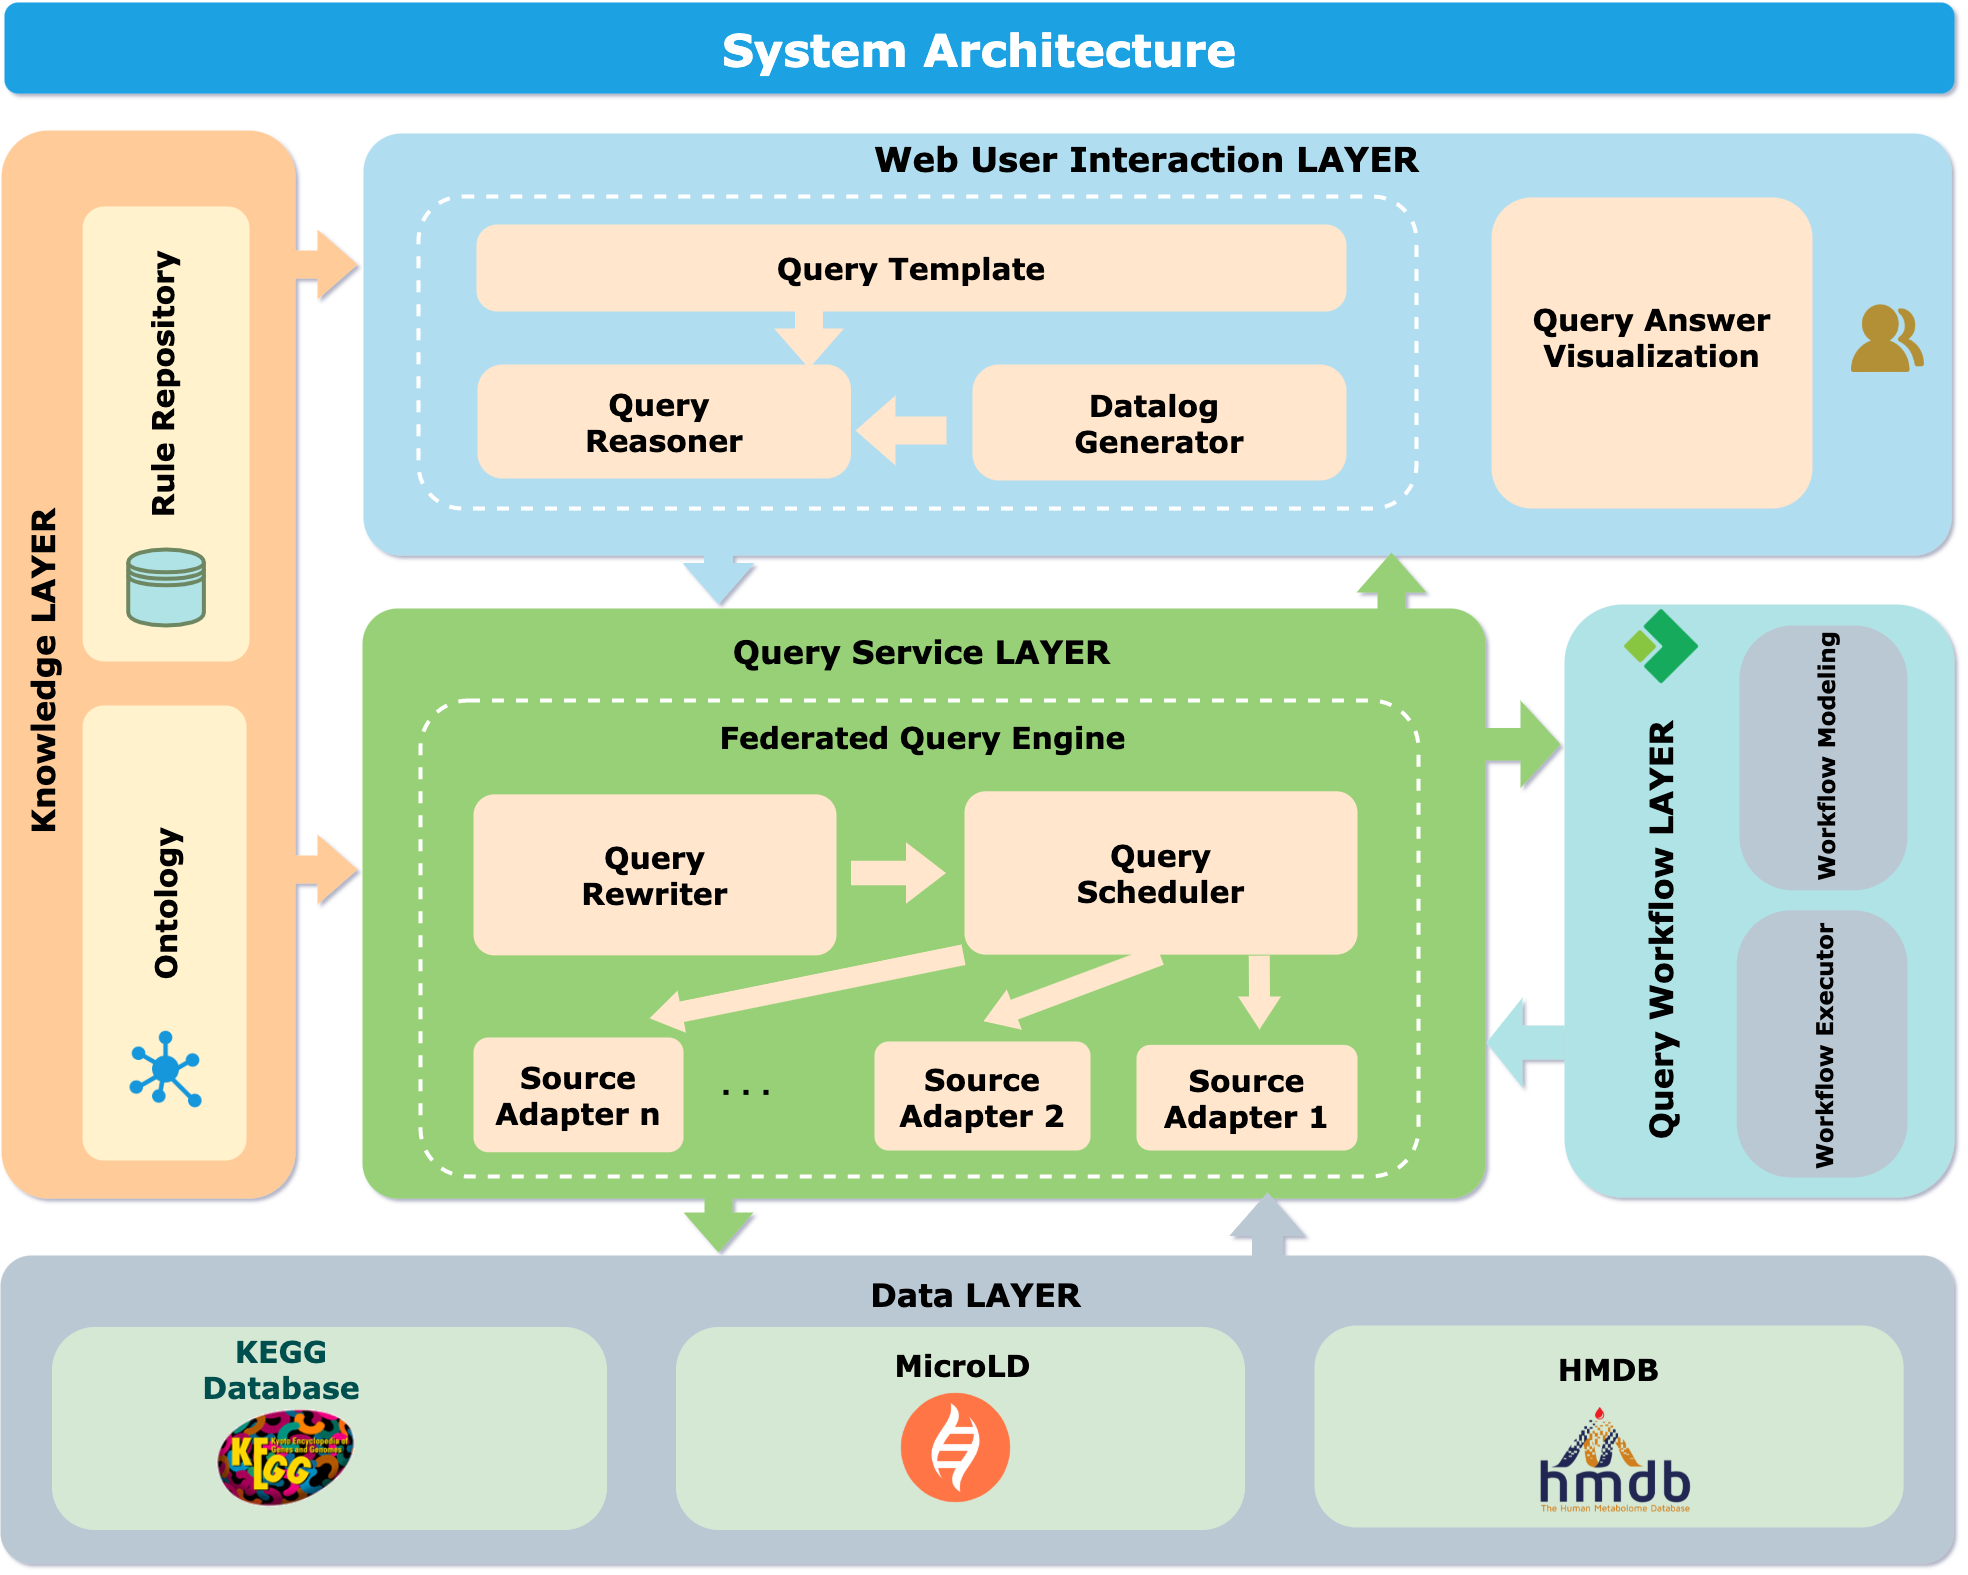 System Architecture
Knowledge LAYER
Rule Repository
Ontology
Web User Interaction LAYER
Query Template
Query
Reasoner
Datalog
Generator
Query Answer
Visualization
Query Service LAYER
Federated Query Engine
Query
Rewriter
Query
Scheduler
Source
Adapter n
. . .
Source
Adapter 2
Source
Adapter 1
Query Workflow LAYER
Workflow Modeling
Workflow Executor
Data LAYER
KEGG
Database
KEGG
Kyoto Encyclopedia of
Genes and Genomes
MicroLD
HMDB
hmdb
The Human Metabolome Database